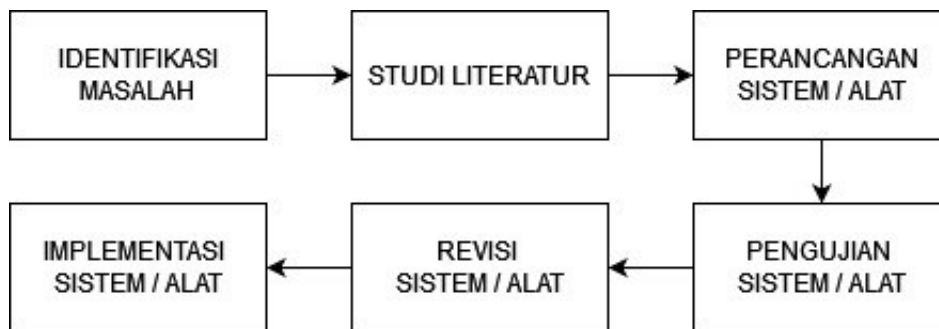 IDENTIFIKASI
MASALAH
STUDI LITERATUR
PERANCANGAN
SISTEM / ALAT
PENGUJIAN
SISTEM / ALAT
REVISI
SISTEM / ALAT
IMPLEMENTASI
SISTEM / ALAT